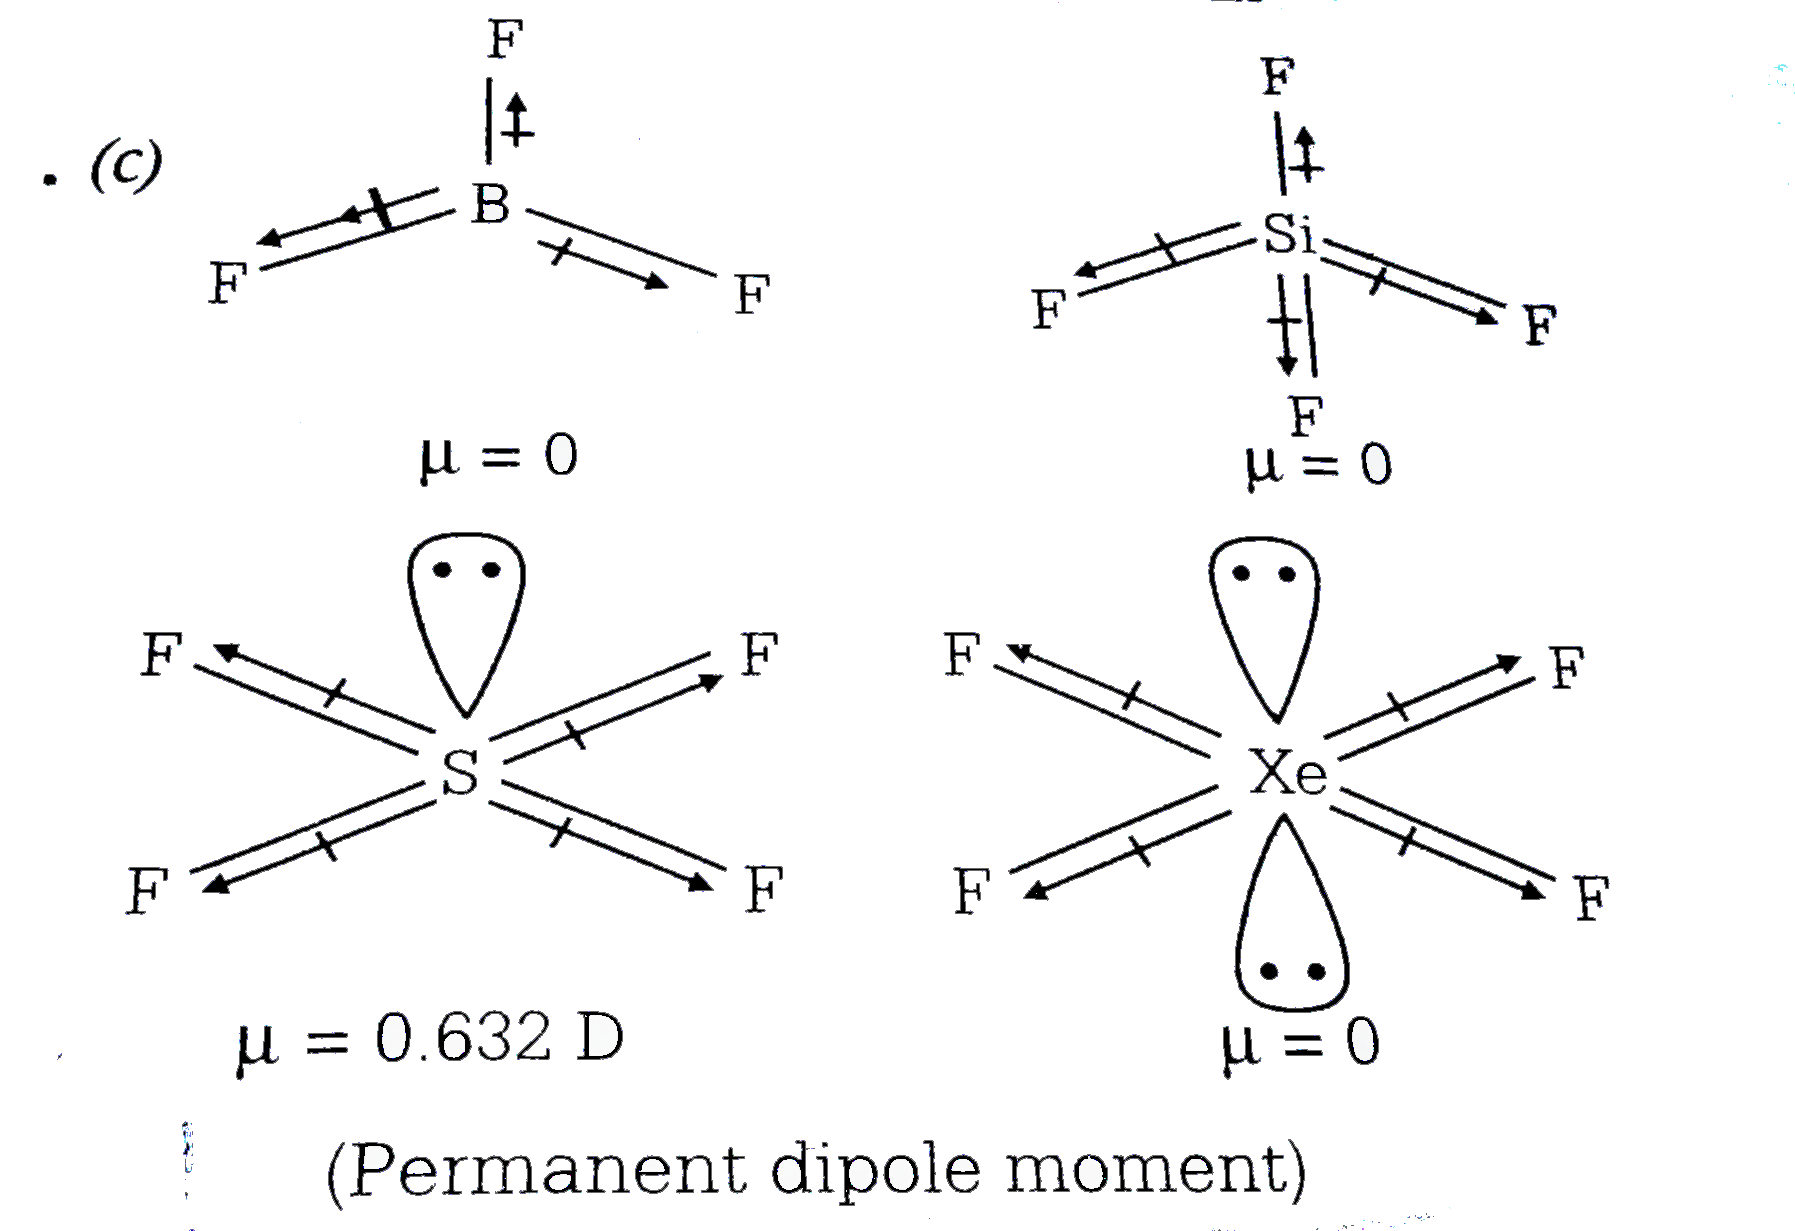 . (c)
F
B
F F
μ = 0
F
Si
F F
F
μ = 0
F F
S
F F
μ = 0.632 D
F F
Xe
F F
μ = 0
(Permanent dipole moment)